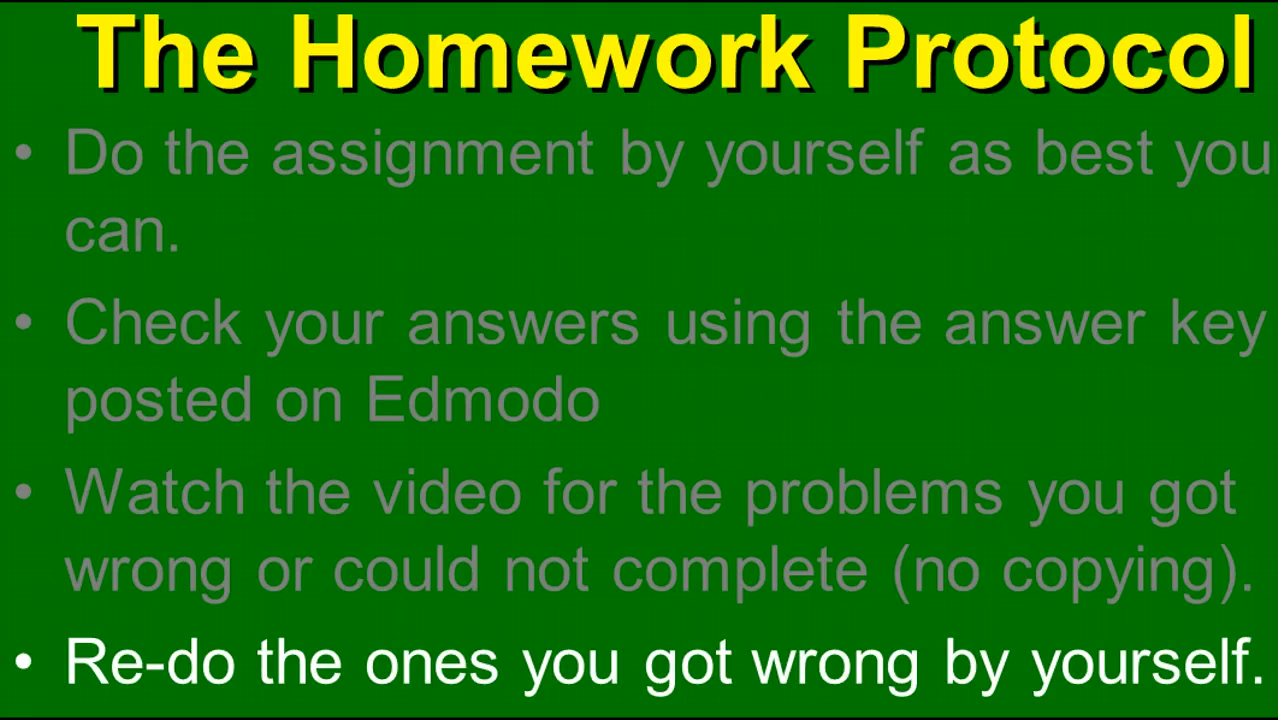 The Homework Protocol
• Do the assignment by yourself as best you
can.
• Check your answers using the answer key
posted on Edmodo
• Watch the video for the problems you got
wrong or could not complete (no copying).
• Re-do the ones you got wrong by yourself.